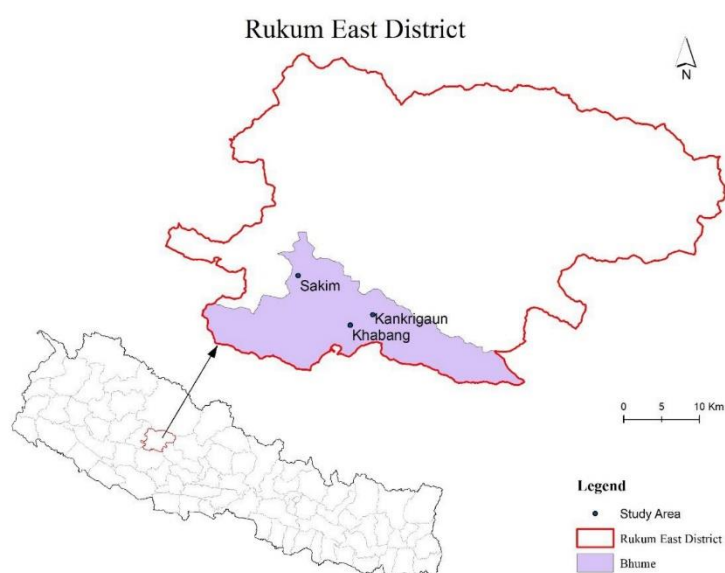 Rukum East District
N
Sakim
Kankrigaun
Khabang
0 5 10 Km
Legend
Study Area
Rukum East District
Bhume